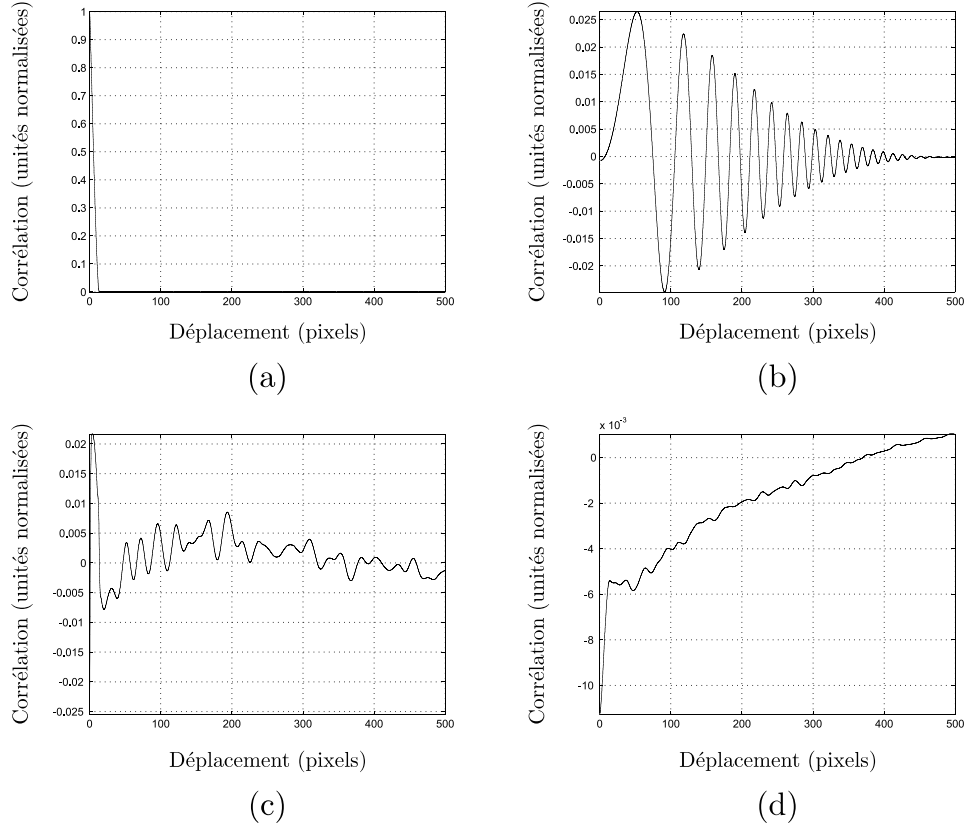 Corrélation (unités normalisées)
1
0.9
0.8
0.7
0.6
0.5
0.4
0.3
0.2
0.1
0
0 100 200 300 400 500
Déplacement (pixels)
(a)
Corrélation (unités normalisées)
0.025
0.02
0.015
0.01
0.005
0
-0.005
-0.01
-0.015
-0.02
0 100 200 300 400 500
Déplacement (pixels)
(b)
Corrélation (unités normalisées)
0.02
0.015
0.01
0.005
0
-0.005
-0.01
-0.015
-0.02
-0.025
0 100 200 300 400 500
Déplacement (pixels)
(c)
Corrélation (unités normalisées)
x 10⁻³
0
-2
-4
-6
-8
-10
0 100 200 300 400 500
Déplacement (pixels)
(d)